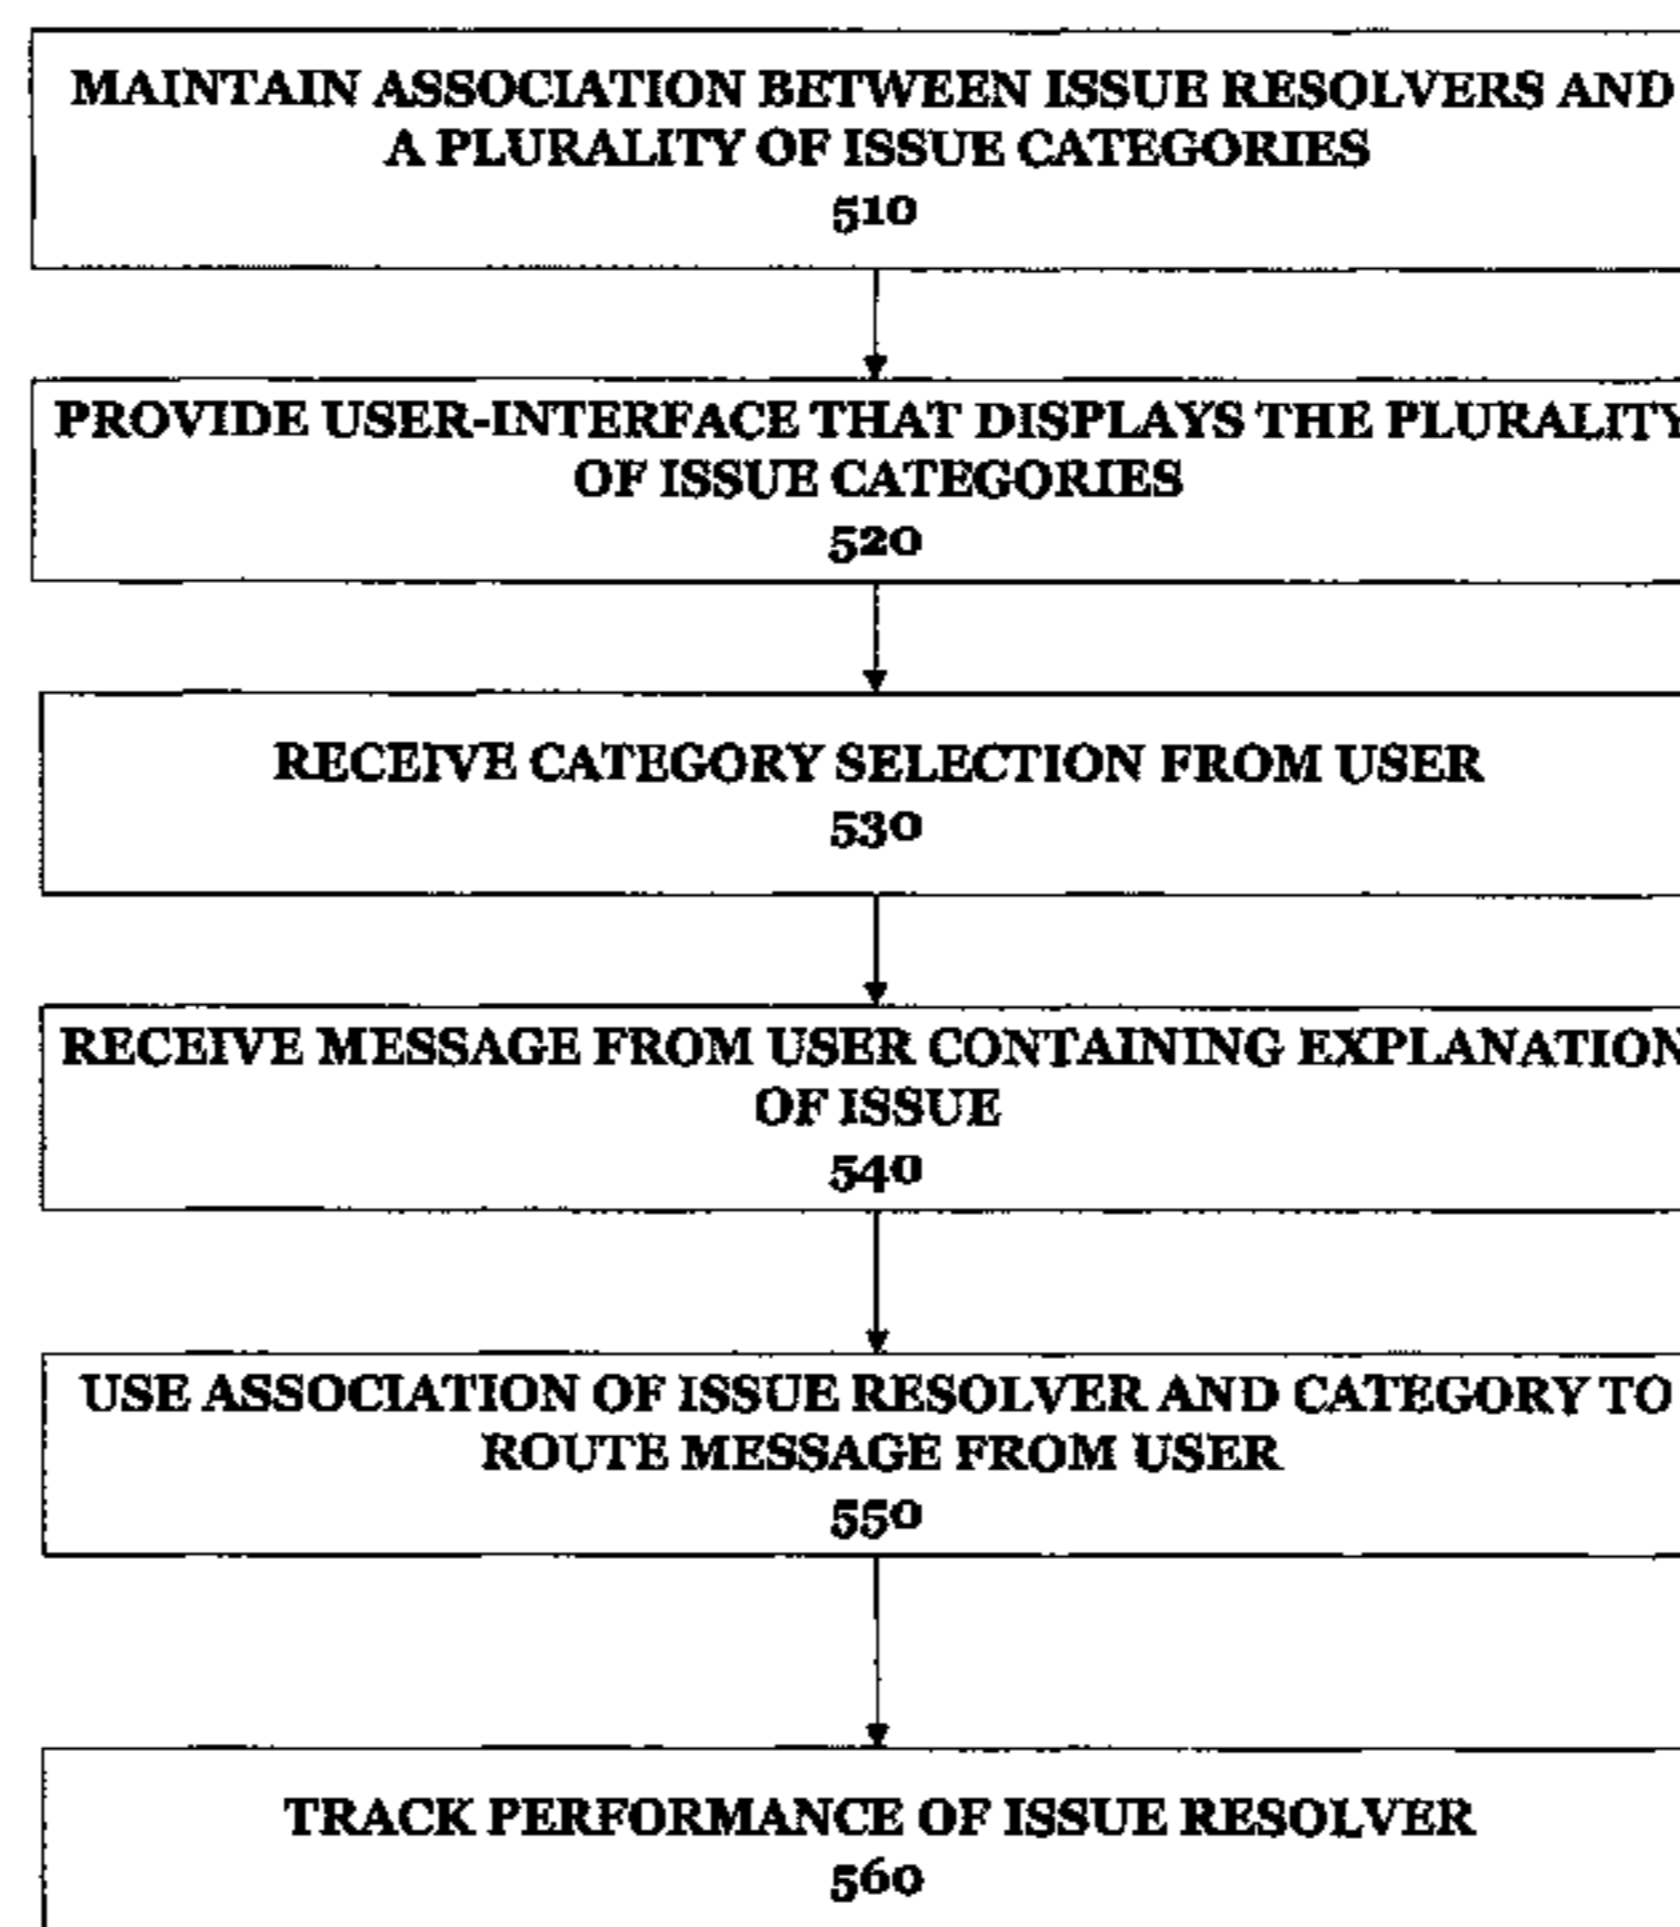 MAINTAIN ASSOCIATION BETWEEN ISSUE RESOLVERS AND
A PLURALITY OF ISSUE CATEGORIES
510
PROVIDE USER-INTERFACE THAT DISPLAYS THE PLURALITY
OF ISSUE CATEGORIES
520
RECEIVE CATEGORY SELECTION FROM USER
530
RECEIVE MESSAGE FROM USER CONTAINING EXPLANATION
OF ISSUE
540
USE ASSOCIATION OF ISSUE RESOLVER AND CATEGORY TO
ROUTE MESSAGE FROM USER
550
TRACK PERFORMANCE OF ISSUE RESOLVER
560